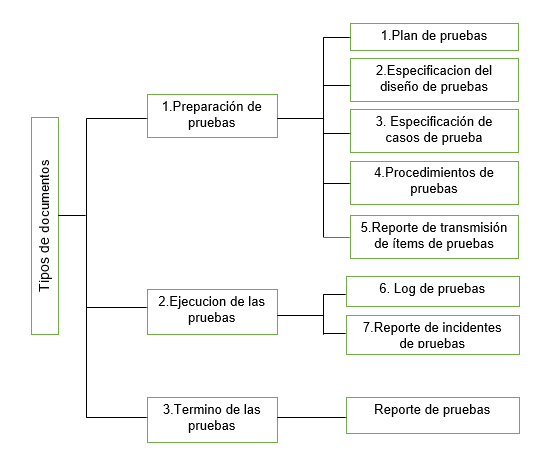 Tipos de documentos
1.Preparación de
pruebas
1.Plan de pruebas
2.Especificacion del
diseño de pruebas
3. Especificación de
casos de prueba
4.Procedimientos de
pruebas
5.Reporte de transmisión
de ítems de pruebas
2.Ejecucion de las
pruebas
6. Log de pruebas
7.Reporte de incidentes
de pruebas
3.Termino de las
pruebas
Reporte de pruebas